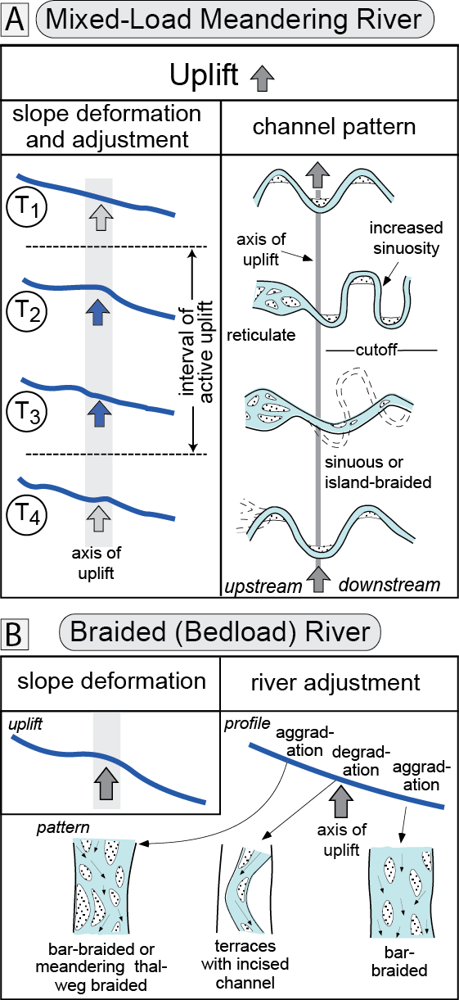 A Mixed-Load Meandering River
Uplift
slope deformation
and adjustment
channel pattern
T1
T2
T3
T4
interval of
active uplift
axis of
uplift
axis of
uplift
increased
sinuosity
reticulate
cutoff
sinuous or
island-braided
upstream
downstream
B Braided (Bedload) River
slope deformation
river adjustment
uplift
profile
aggrad-
ation
degrad-
ation
aggrad-
ation
axis of
uplift
pattern
bar-braided or
meandering thal-
weg braided
terraces
with incised
channel
bar-
braided